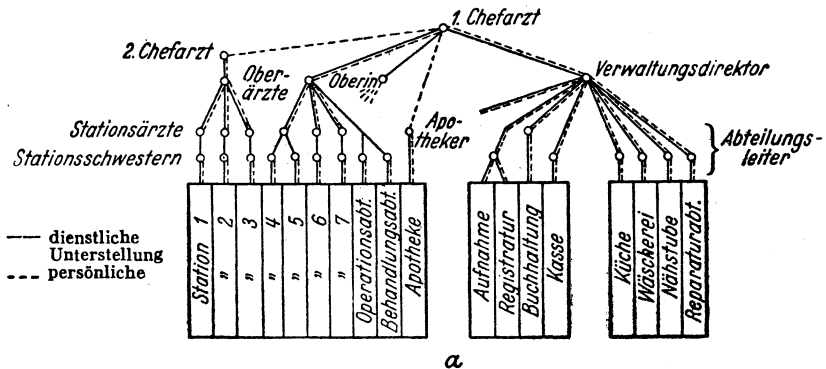 1. Chefarzt
2. Chefarzt
Ober-
ärzte
Oberin
Verwaltungsdirektor
Stationsärzte
Apo-
theker
Stationsschwestern
Abteilungs-
leiter
dienstliche
Unterstellung
persönliche
Station 1
" 2
" 3
" 4
" 5
" 6
" 7
Operationsabt.
Behandlungsabt.
Apotheke
Aufnahme
Registratur
Buchhaltung
Kasse
Küche
Wäscherei
Nähstube
Reparaturabt.
a